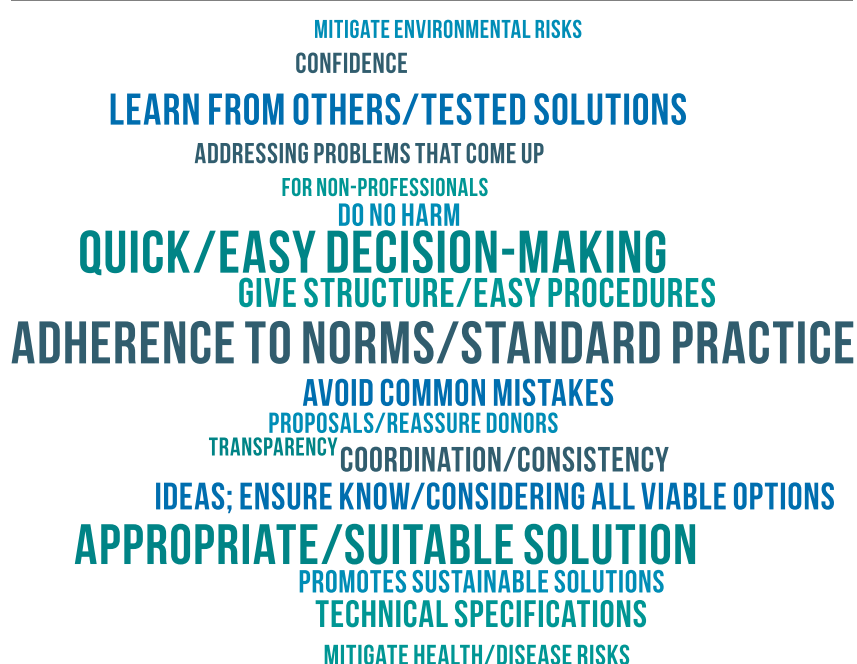 MITIGATE ENVIRONMENTAL RISKS
CONFIDENCE
LEARN FROM OTHERS/TESTED SOLUTIONS
ADDRESSING PROBLEMS THAT COME UP
FOR NON-PROFESSIONALS
DO NO HARM
QUICK/EASY DECISION-MAKING
GIVE STRUCTURE/EASY PROCEDURES
ADHERENCE TO NORMS/STANDARD PRACTICE
AVOID COMMON MISTAKES
PROPOSALS/REASSURE DONORS
TRANSPARENCY
COORDINATION/CONSISTENCY
IDEAS; ENSURE KNOW/CONSIDERING ALL VIABLE OPTIONS
APPROPRIATE/SUITABLE SOLUTION
PROMOTES SUSTAINABLE SOLUTIONS
TECHNICAL SPECIFICATIONS
MITIGATE HEALTH/DISEASE RISKS